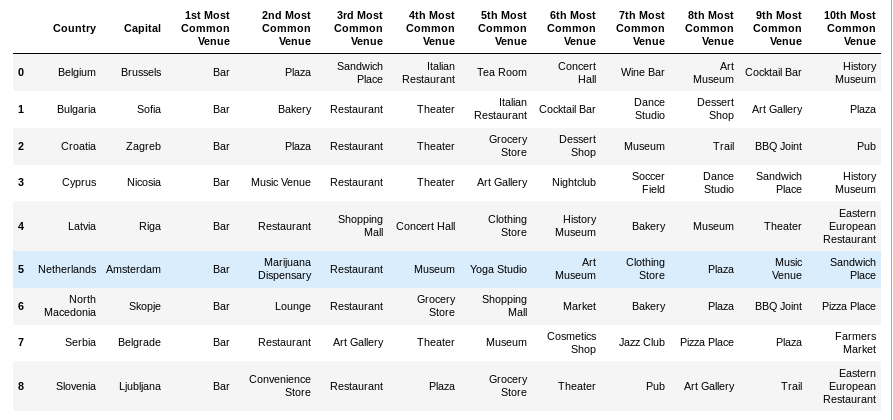 Country Capital 1st Most Common Venue 2nd Most Common Venue 3rd Most Common Venue 4th Most Common Venue 5th Most Common Venue 6th Most Common Venue 7th Most Common Venue 8th Most Common Venue 9th Most Common Venue 10th Most Common Venue
0 Belgium Brussels Bar Plaza Sandwich Place Italian Restaurant Tea Room Concert Hall Wine Bar Art Museum Cocktail Bar History Museum
1 Bulgaria Sofia Bar Bakery Restaurant Theater Italian Restaurant Cocktail Bar Dance Studio Dessert Shop Art Gallery Plaza
2 Croatia Zagreb Bar Plaza Restaurant Theater Grocery Store Dessert Shop Museum Trail BBQ Joint Pub
3 Cyprus Nicosia Bar Music Venue Restaurant Theater Art Gallery Nightclub Soccer Field Dance Studio Sandwich Place History Museum
4 Latvia Riga Bar Restaurant Shopping Mall Concert Hall Clothing Store History Museum Bakery Museum Theater Eastern European Restaurant
5 Netherlands Amsterdam Bar Marijuana Dispensary Restaurant Museum Yoga Studio Art Museum Clothing Store Plaza Music Venue Sandwich Place
6 North Macedonia Skopje Bar Lounge Restaurant Grocery Store Shopping Mall Market Bakery Plaza BBQ Joint Pizza Place
7 Serbia Belgrade Bar Restaurant Art Gallery Theater Museum Cosmetics Shop Jazz Club Pizza Place Plaza Farmers Market
8 Slovenia Ljubljana Bar Convenience Store Restaurant Plaza Grocery Store Theater Pub Art Gallery Trail Eastern European Restaurant